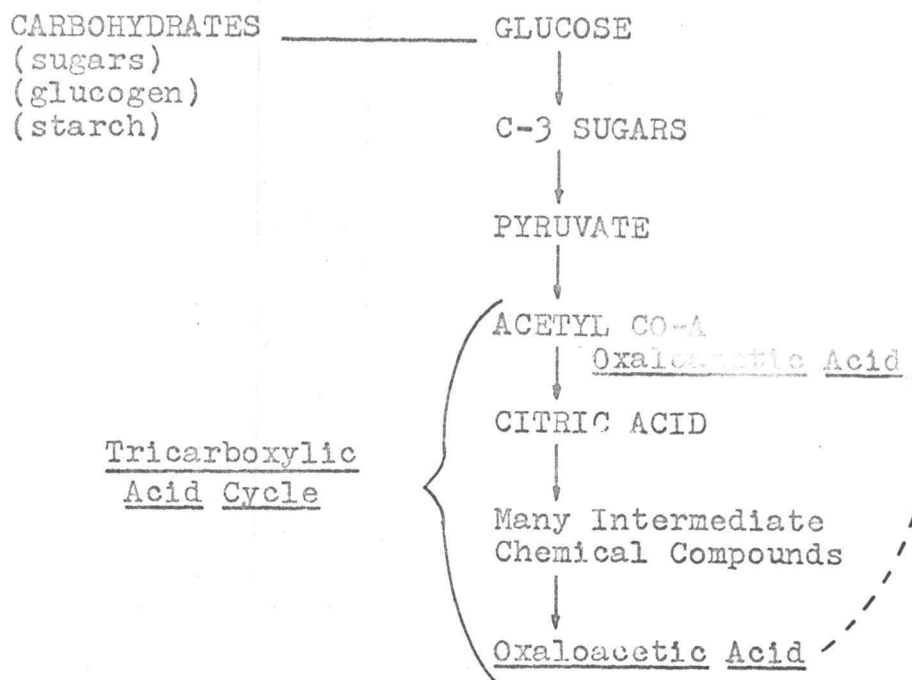 CARBOHYDRATES GLUCOSE
(sugars)
(glucogen)
(starch)
C-3 SUGARS
PYRUVATE
ACETYL CO-A
Oxaloacetic Acid
CITRIC ACID
Tricarboxylic
Acid Cycle
Many Intermediate
Chemical Compounds
Oxaloacetic Acid